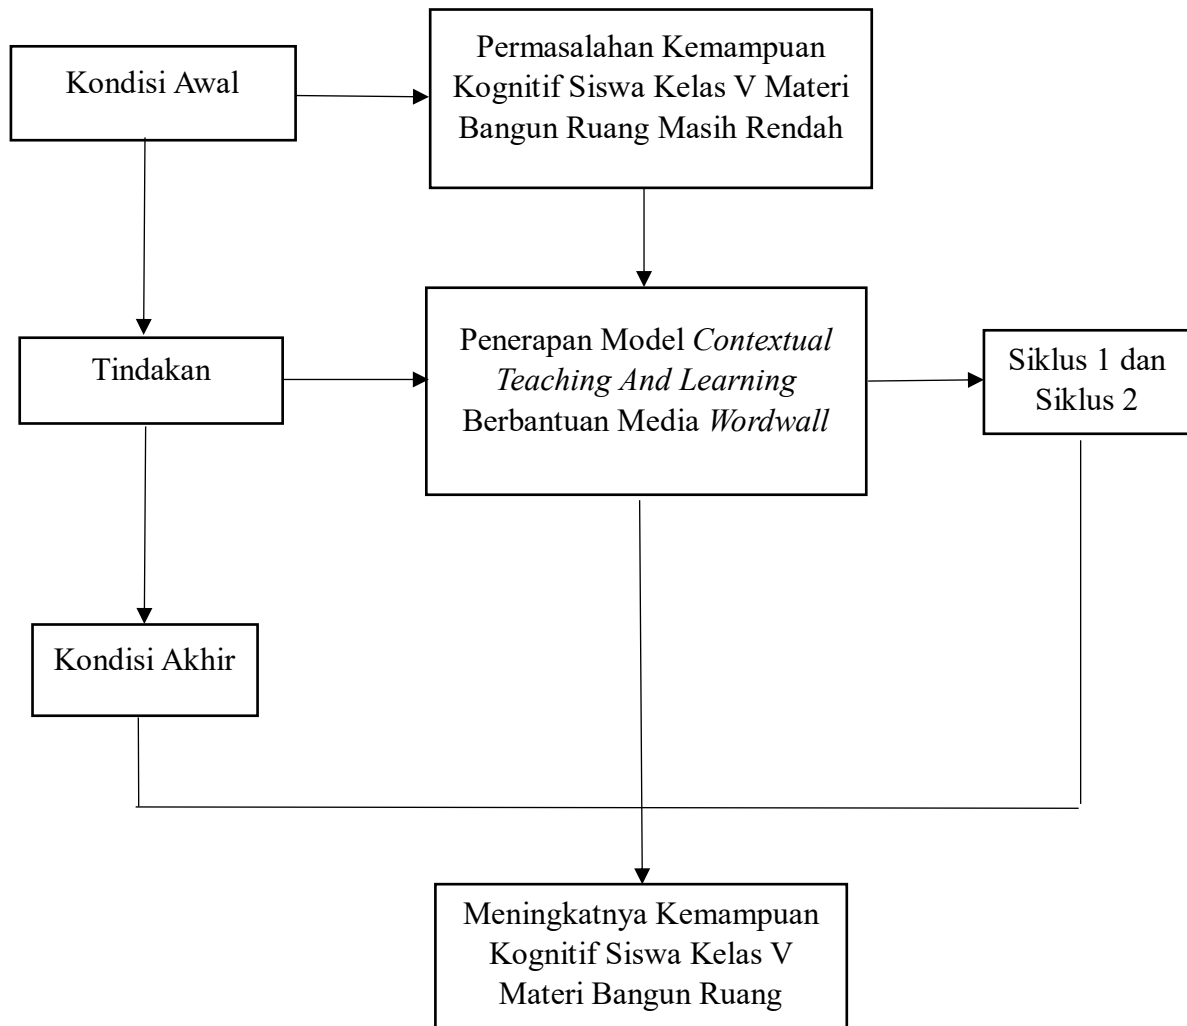 Kondisi Awal
Permasalahan Kemampuan
Kognitif Siswa Kelas V Materi
Bangun Ruang Masih Rendah
Tindakan
Penerapan Model Contextual
Teaching And Learning
Berbantuan Media Wordwall
Siklus 1 dan
Siklus 2
Kondisi Akhir
Meningkatnya Kemampuan
Kognitif Siswa Kelas V
Materi Bangun Ruang